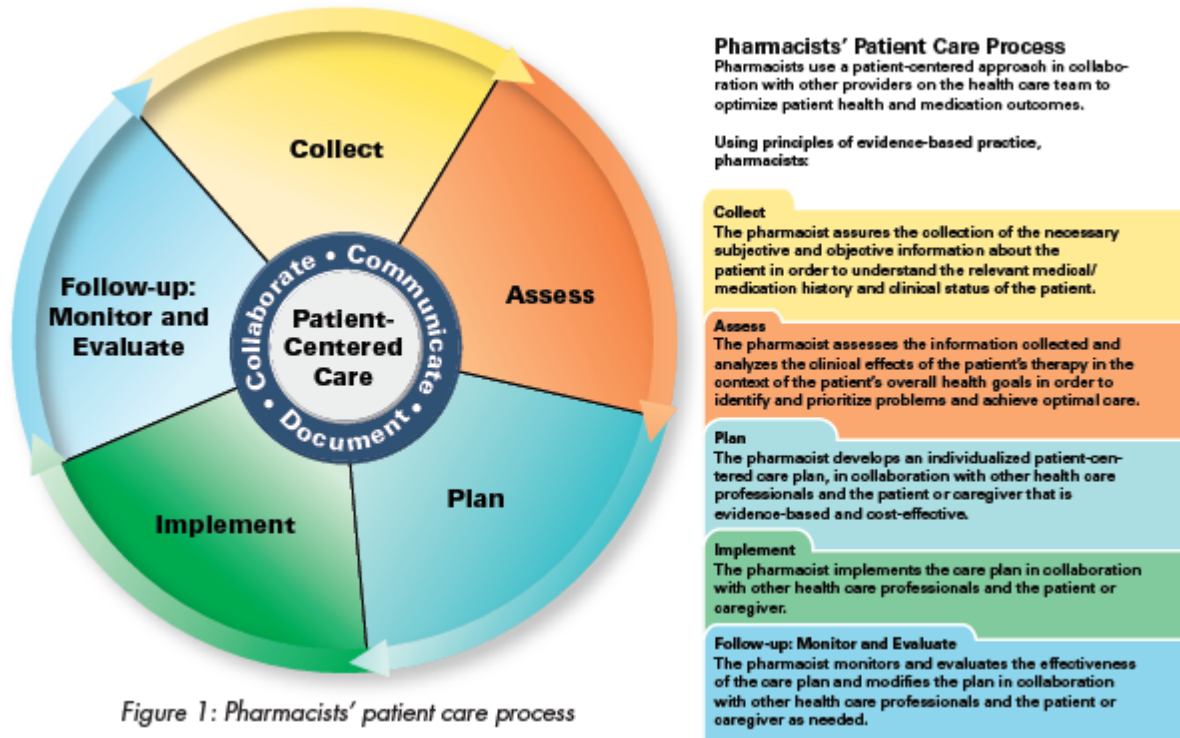 Collect
Assess
Plan
Implement
Follow-up:
Monitor and
Evaluate
Collaborate • Communicate • Document •
Patient-
Centered
Care
Figure 1: Pharmacists’ patient care process
Pharmacists’ Patient Care Process
Pharmacists use a patient-centered approach in collabo-
ration with other providers on the health care team to
optimize patient health and medication outcomes.
Using principles of evidence-based practice,
pharmacists:
Collect
The pharmacist assures the collection of the necessary
subjective and objective information about the
patient in order to understand the relevant medical/
medication history and clinical status of the patient.
Assess
The pharmacist assesses the information collected and
analyzes the clinical effects of the patient’s therapy in the
context of the patient’s overall health goals in order to
identify and prioritize problems and achieve optimal care.
Plan
The pharmacist develops an individualized patient-cen-
tered care plan, in collaboration with other health care
professionals and the patient or caregiver that is
evidence-based and cost-effective.
Implement
The pharmacist implements the care plan in collaboration
with other health care professionals and the patient or
caregiver.
Follow-up: Monitor and Evaluate
The pharmacist monitors and evaluates the effectiveness
of the care plan and modifies the plan in collaboration
with other health care professionals and the patient or
caregiver as needed.